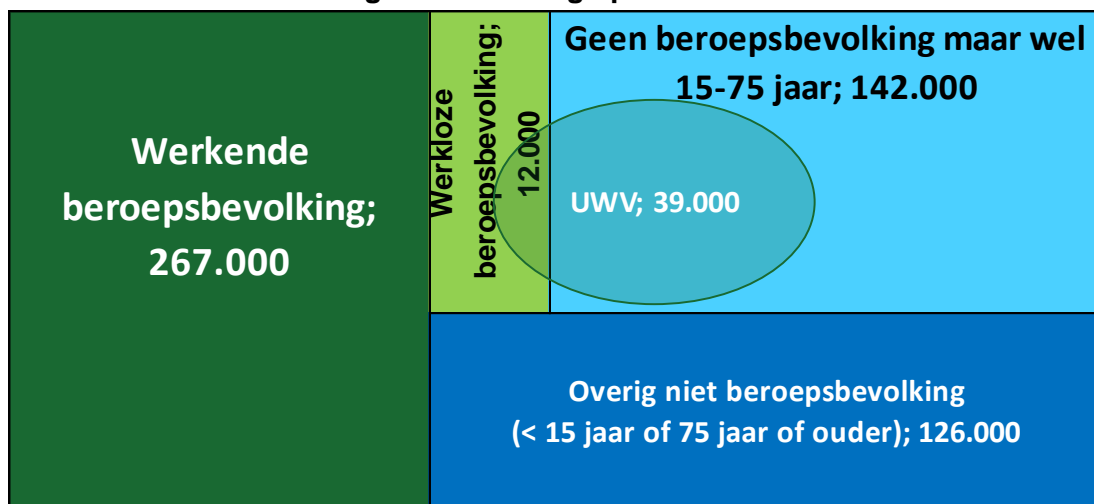 Werkende
beroepsbevolking;
267.000
Werkloze
beroepsbevolking;
12.000
Geen beroepsbevolking maar wel
15-75 jaar; 142.000
UWV; 39.000
Overig niet beroepsbevolking
(< 15 jaar of 75 jaar of ouder); 126.000